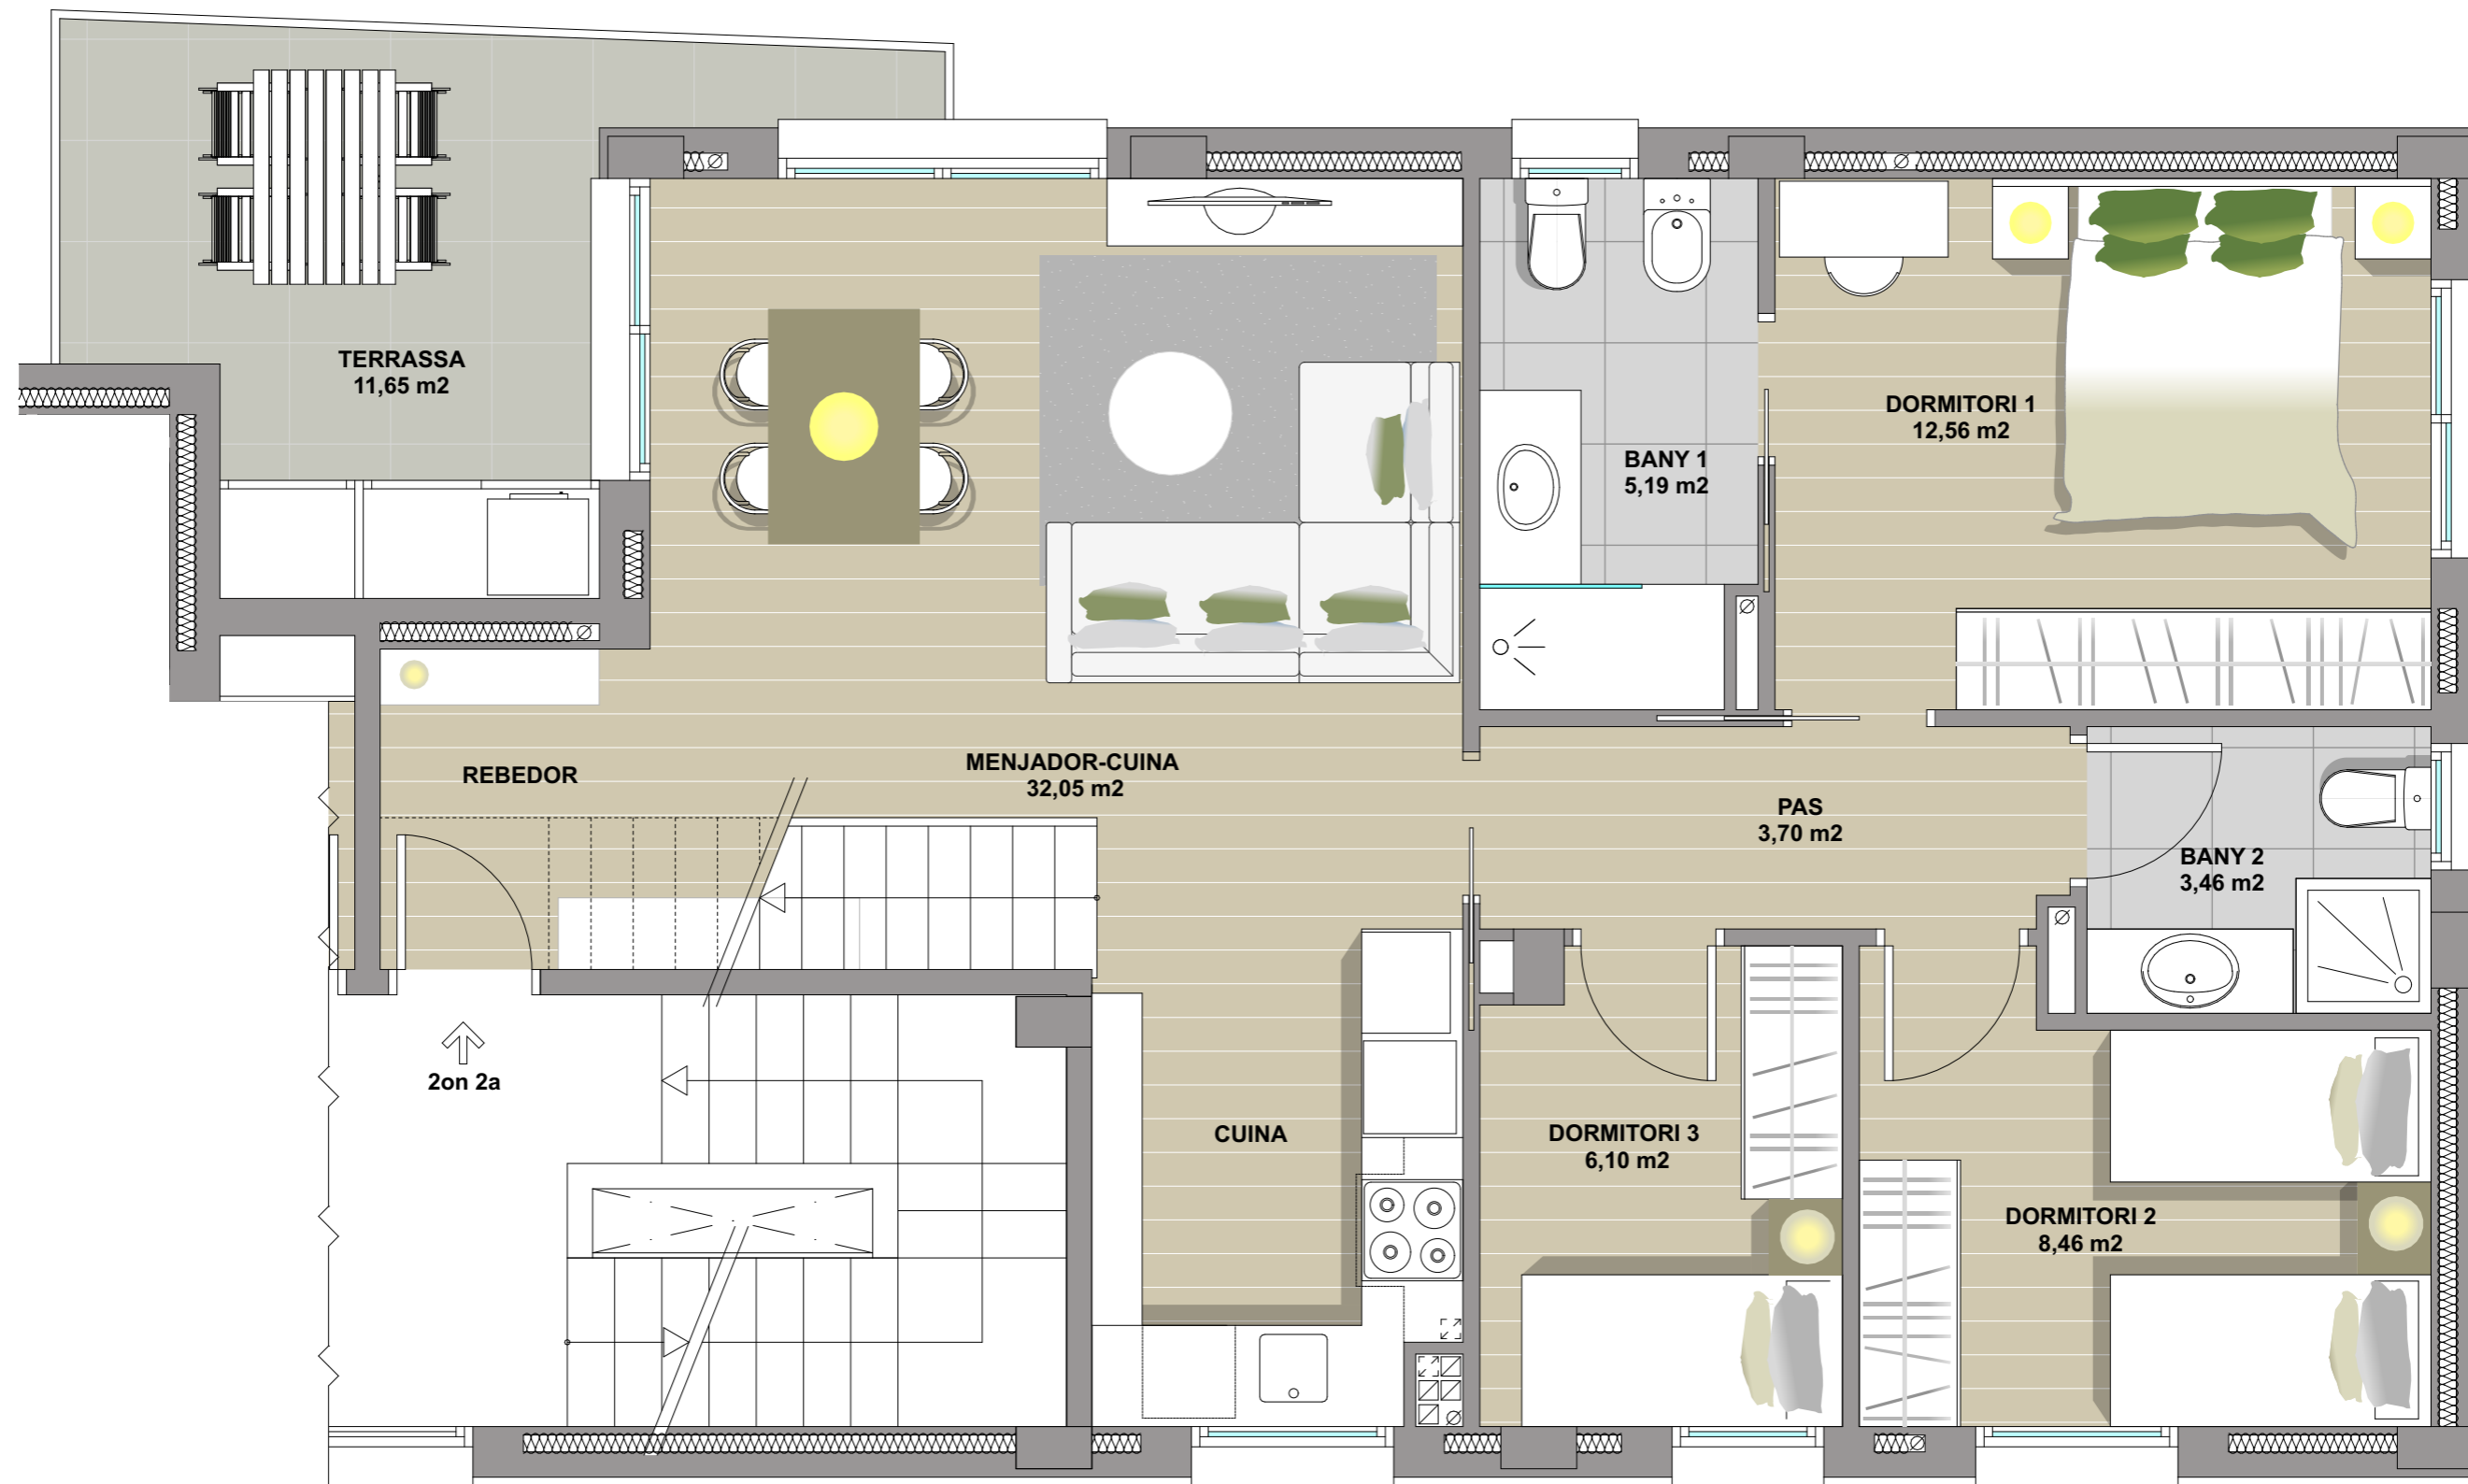 TERRASSA
11,65 m2
DORMITORI 1
12,56 m2
BANY 1
5,19 m2
REBEDOR
MENJADOR-CUINA
32,05 m2
PAS
3,70 m2
BANY 2
3,46 m2
2on 2a
CUINA
DORMITORI 3
6,10 m2
DORMITORI 2
8,46 m2